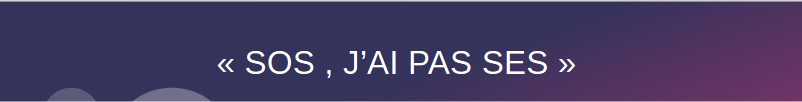 « SOS , J’AI PAS SES »